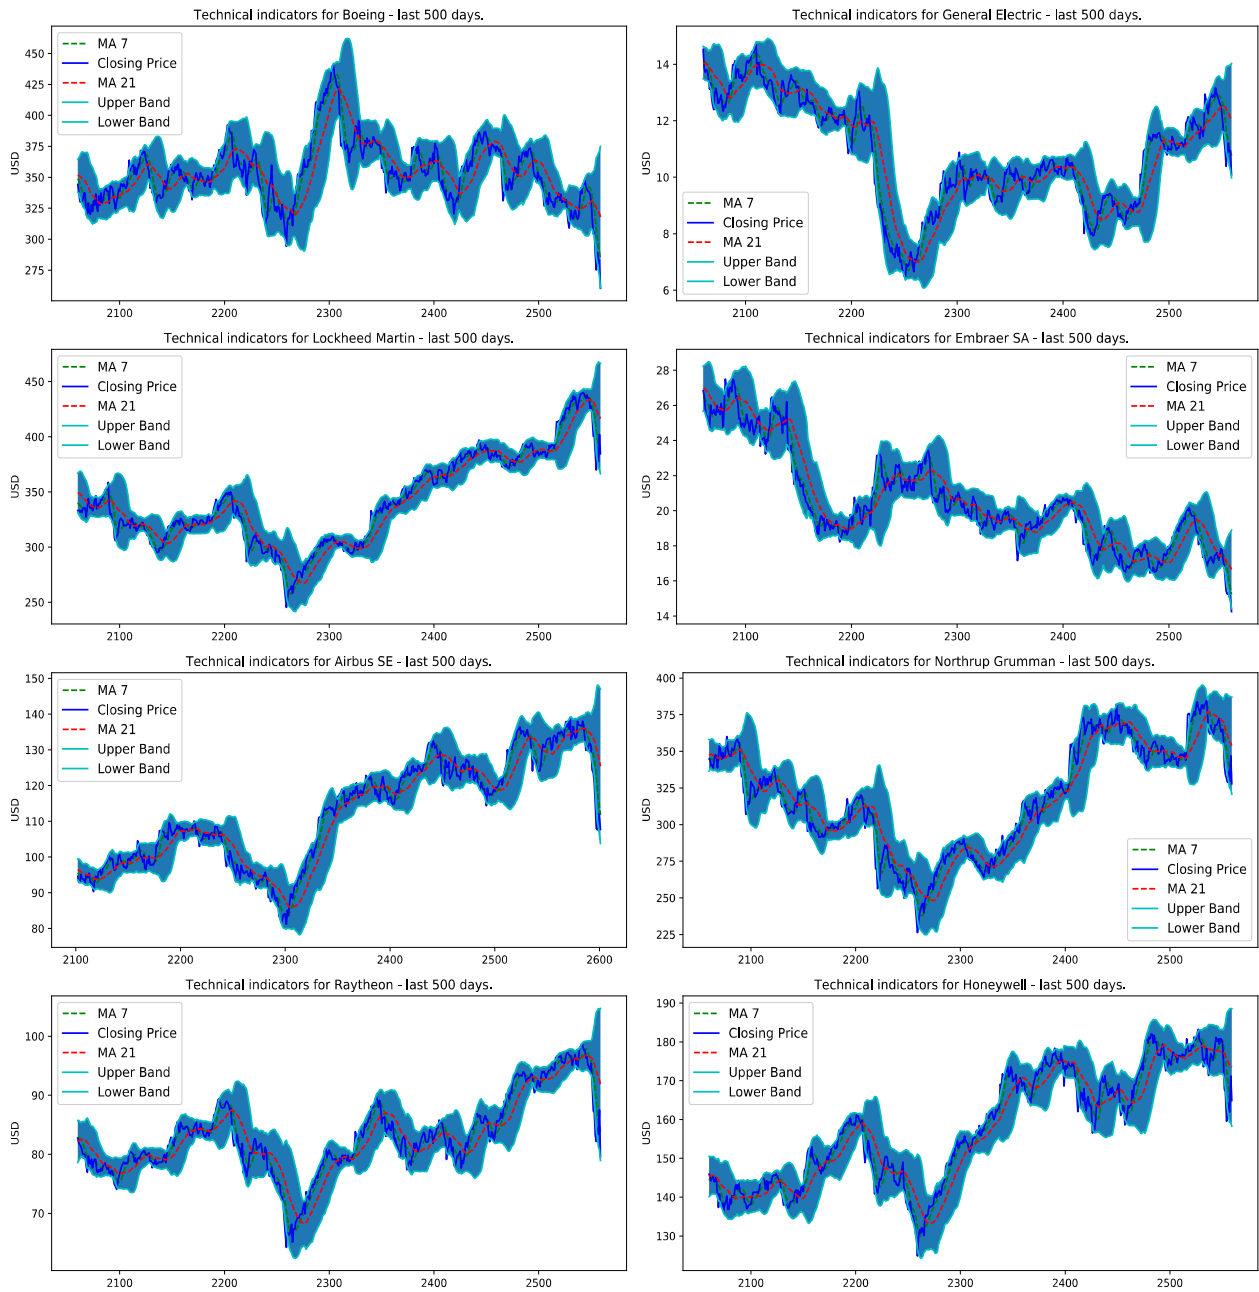 Technical indicators for Boeing - last 500 days.
USD
450
425
400
375
350
325
300
275
2100
2200
2300
2400
2500
MA 7
Closing Price
MA 21
Upper Band
Lower Band
Technical indicators for General Electric - last 500 days.
USD
14
12
10
8
6
2100
2200
2300
2400
2500
MA 7
Closing Price
MA 21
Upper Band
Lower Band
Technical indicators for Lockheed Martin - last 500 days.
USD
450
400
350
300
250
2100
2200
2300
2400
2500
MA 7
Closing Price
MA 21
Upper Band
Lower Band
Technical indicators for Embraer SA - last 500 days.
USD
28
26
24
22
20
18
16
14
2100
2200
2300
2400
2500
MA 7
Closing Price
MA 21
Upper Band
Lower Band
Technical indicators for Airbus SE - last 500 days.
USD
150
140
130
120
110
100
90
80
2100
2200
2300
2400
2500
2600
MA 7
Closing Price
MA 21
Upper Band
Lower Band
Technical indicators for Northrup Grumman - last 500 days.
USD
400
375
350
325
300
275
250
225
2100
2200
2300
2400
2500
MA 7
Closing Price
MA 21
Upper Band
Lower Band
Technical indicators for Raytheon - last 500 days.
USD
100
90
80
70
2100
2200
2300
2400
2500
MA 7
Closing Price
MA 21
Upper Band
Lower Band
Technical indicators for Honeywell - last 500 days.
USD
190
180
170
160
150
140
130
2100
2200
2300
2400
2500
MA 7
Closing Price
MA 21
Upper Band
Lower Band